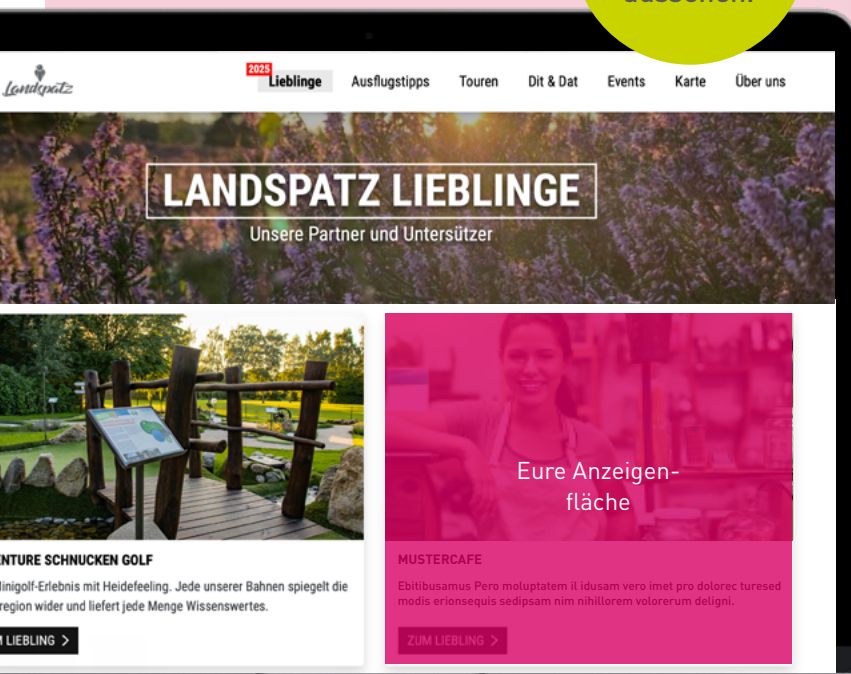 Landspatz
2025
Lieblinge Ausflugstipps Touren Dit & Dat Events Karte Über uns
LANDSPATZ LIEBLINGE
Unsere Partner und Untersützer
Eure Anzeigen-
fläche
ENTURE SCHNUCKEN GOLF
inigolf-Erlebnis mit Heidefeeling. Jede unserer Bahnen spiegelt die
region wider und liefert jede Menge Wissenswertes.
M LIEBLING
MUSTERCAFE
Ebitibusamus Pero moluptatem il idusam vero imet pro dolorec turesed
modis erionsequis sedipsam nim nihillorem volorerum deligni.
ZUM LIEBLING